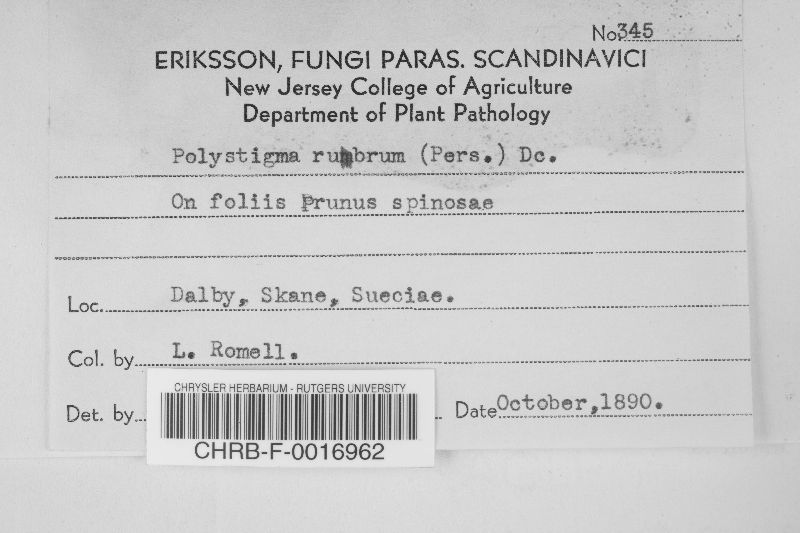 No. 345
ERIKSSON, FUNGI PARAS. SCANDINAVICI
New Jersey College of Agriculture
Department of Plant Pathology
Polystigma rubrum (Pers.) Dc.
On foliis Prunus spinosae
Loc. Dalby, Skane, Sueciae.
Col. by L. Romell.
Det. by
Date October, 1890.
CHRYSLER HERBARIUM - RUTGERS UNIVERSITY
CHRB-F-0016962